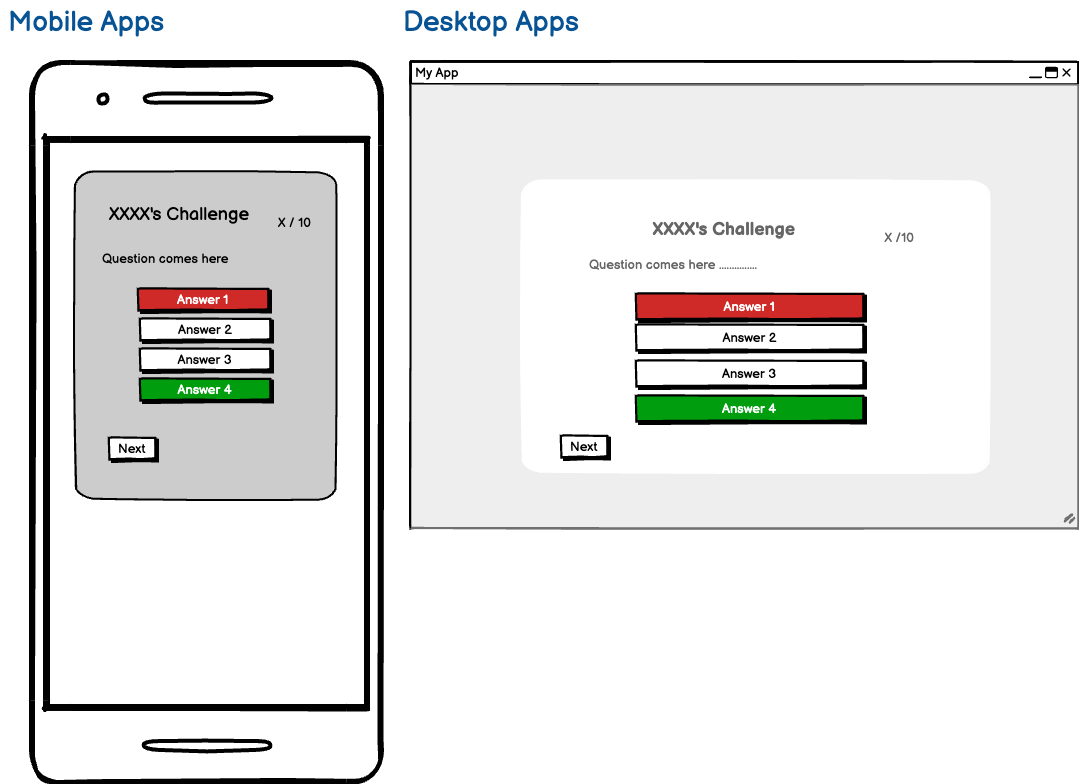 Mobile Apps
Desktop Apps
XXXX's Challenge
X / 10
Question comes here
Answer 1
Answer 2
Answer 3
Answer 4
Next
My App
XXXX's Challenge
X /10
Question comes here ...............
Answer 1
Answer 2
Answer 3
Answer 4
Next